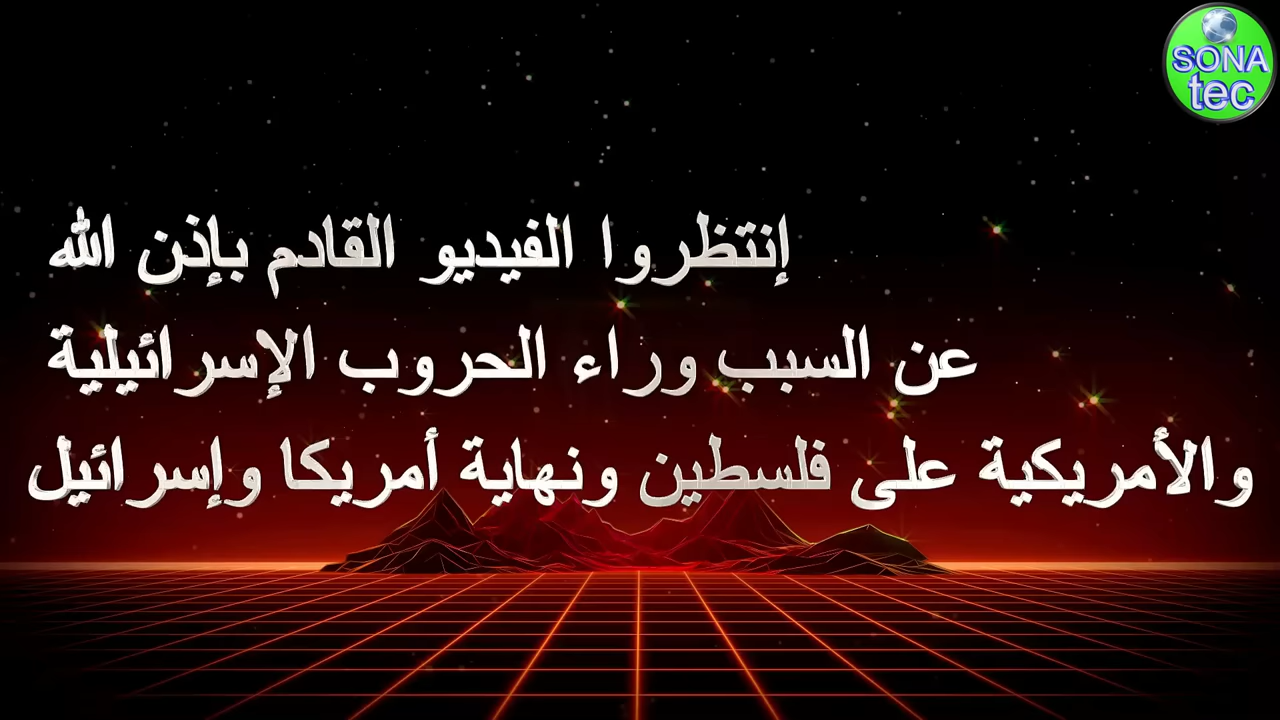 SONA
tec
إنتظروا الفيديو القادم بإذن الله
عن السبب وراء الحروب الإسرائيلية
والأمريكية على فلسطين ونهاية أمريكا وإسرائيل